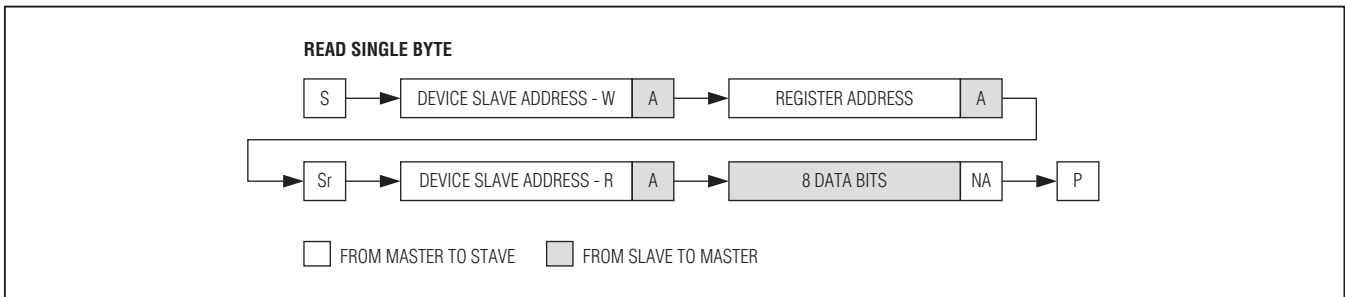 READ SINGLE BYTE
S DEVICE SLAVE ADDRESS - W A REGISTER ADDRESS A
Sr DEVICE SLAVE ADDRESS - R A 8 DATA BITS NA P
FROM MASTER TO STAVE FROM SLAVE TO MASTER